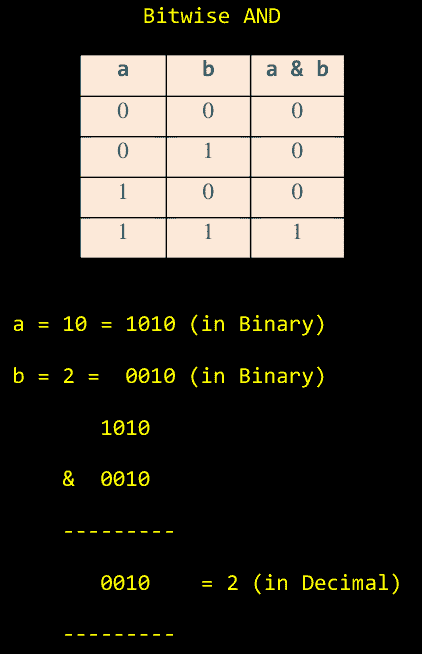 Bitwise AND
a b a & b
0 0 0
0 1 0
1 0 0
1 1 1
a = 10 = 1010 (in Binary)
b = 2 = 0010 (in Binary)
1010
& 0010
---------
0010 = 2 (in Decimal)
---------